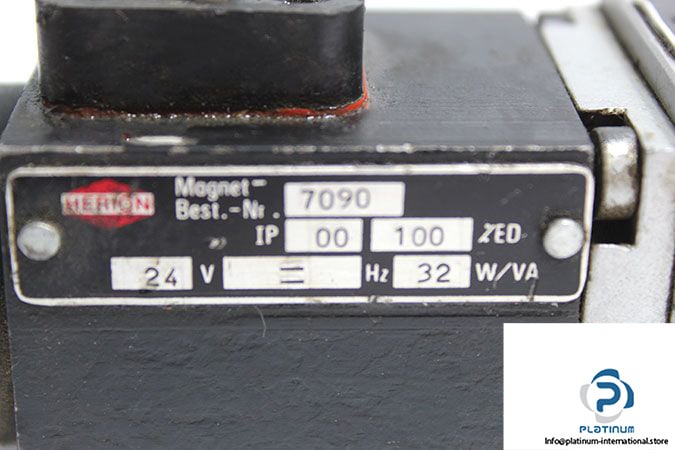 HERION
Magnet-
Best.-Nr. 7090
IP 00 100 %ED
24 V = Hz 32 W/VA
P
PLATINUM
Info@platinum-international.store